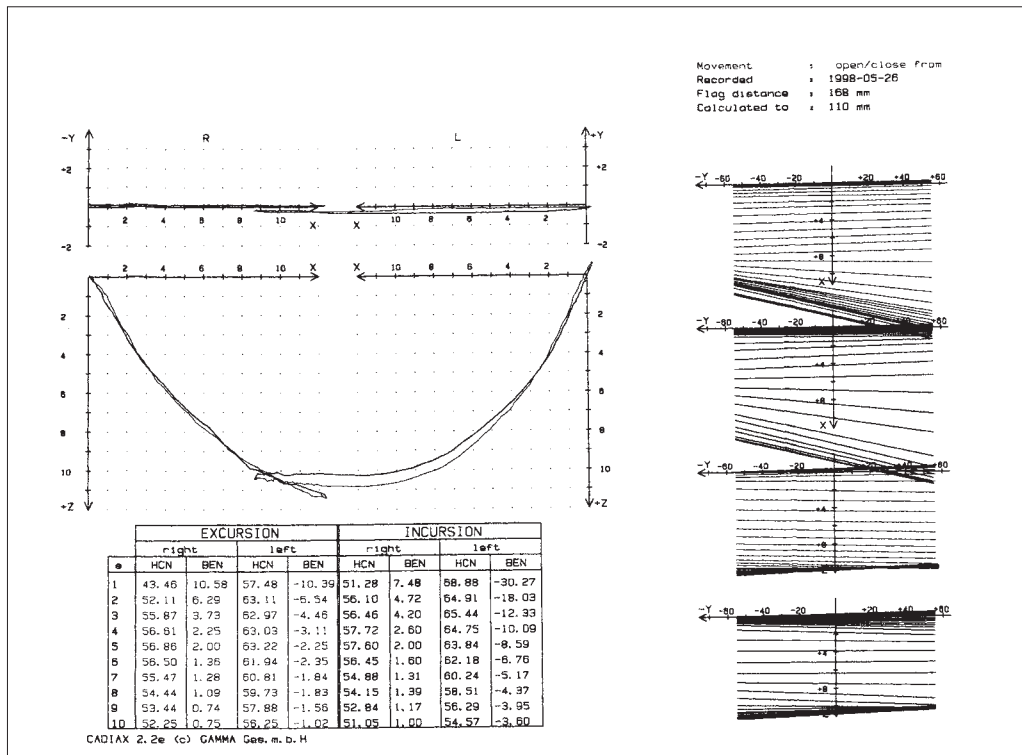 Movement : open/close from
Recorded : 1998-05-26
Flag distance : 168 mm
Calculated to : 110 mm
-Y R L +Y
+2 +2
2 4 6 8 10 X X 10 8 6 4 2
-2 -2
2 4 6 8 10 X X 10 8 6 4 2
2 2
4 4
6 6
8 8
10 10
+Z +Z
-Y -60 -40 -20 +20 +40 +60
+4
+8
X
-Y -60 -40 -20 +20 +40 +60
+4
+8
X
-Y -60 -40 -20 +20 +40 +60
+4
+8
-Y -60 -40 -20 +20 +40 +60
+4
+8
EXCURSION INCURSION
right left right left
e HCN BEN HCN BEN HCN BEN HCN BEN
1 43.46 10.58 57.48 -10.39 51.28 7.48 68.88 -30.27
2 52.11 6.29 63.11 -6.54 56.10 4.72 64.91 -18.03
3 55.87 3.73 62.97 -4.46 56.46 4.20 65.44 -12.33
4 56.61 2.25 63.03 -3.11 57.72 2.60 64.75 -10.09
5 56.86 2.00 63.22 -2.25 57.60 2.00 63.84 -8.59
6 56.50 1.36 61.94 -2.35 56.45 1.60 62.18 -6.76
7 55.47 1.28 60.81 -1.84 54.88 1.31 60.24 -5.17
8 54.44 1.09 59.73 -1.83 54.15 1.39 58.51 -4.37
9 53.44 0.74 57.88 -1.56 52.84 1.17 56.29 -3.95
10 52.25 0.75 56.25 -1.02 51.05 1.00 54.57 -3.60
CADIAX 2.2e (c) GAMMA Ges.m.b.H